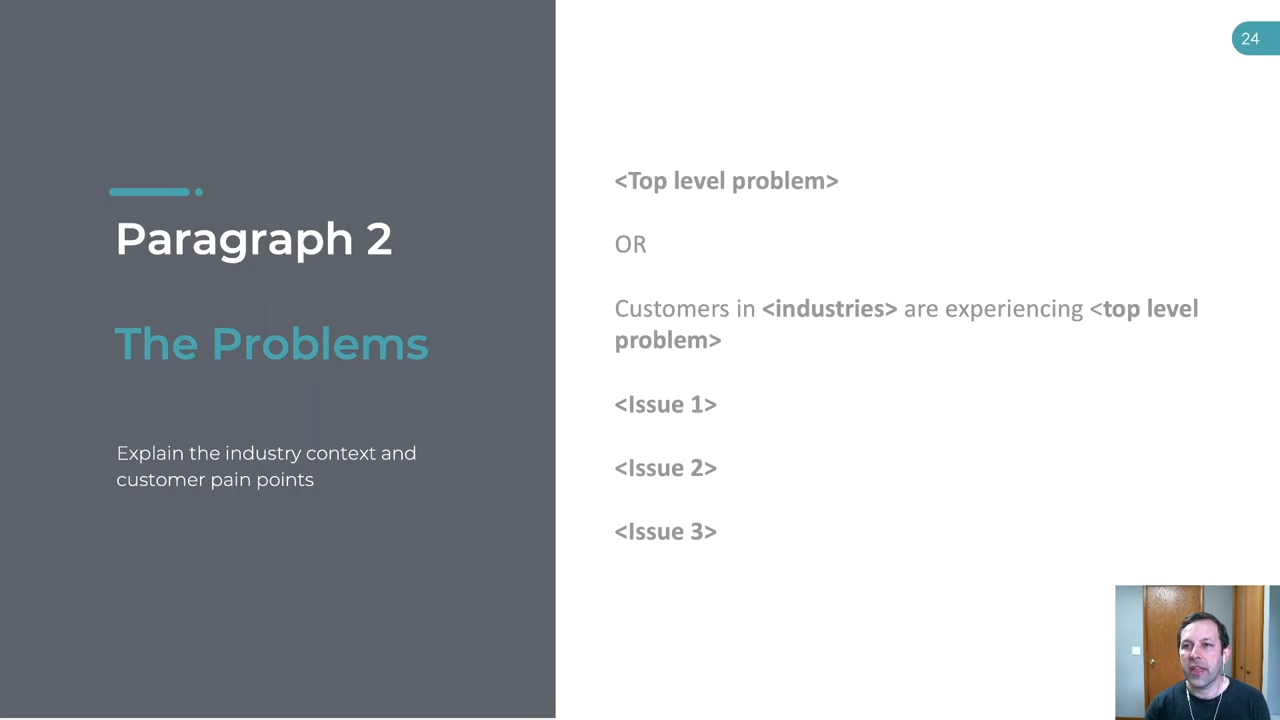 24
Paragraph 2
The Problems
Explain the industry context and
customer pain points
<Top level problem>
OR
Customers in <industries> are experiencing <top level
problem>
<Issue 1>
<Issue 2>
<Issue 3>